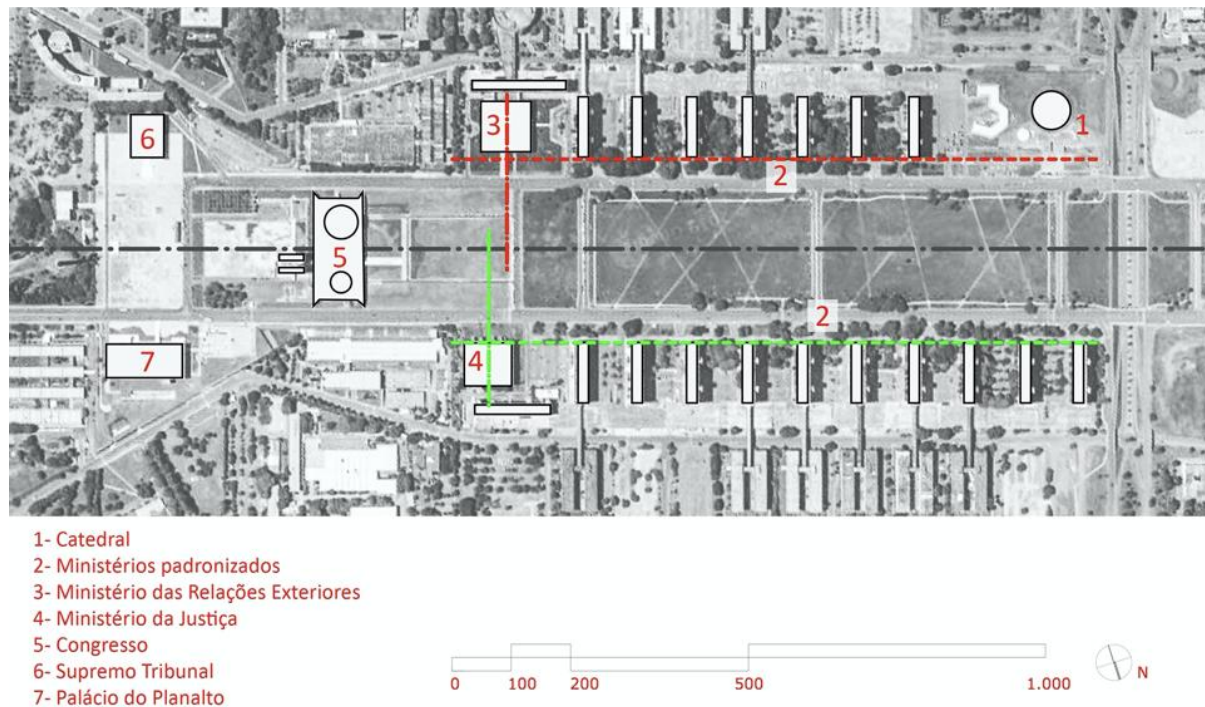 6
3
1
2
5
2
7
4
1- Catedral
2- Ministérios padronizados
3- Ministério das Relações Exteriores
4- Ministério da Justiça
5- Congresso
6- Supremo Tribunal
7- Palácio do Planalto
0 100 200 500 1.000
N